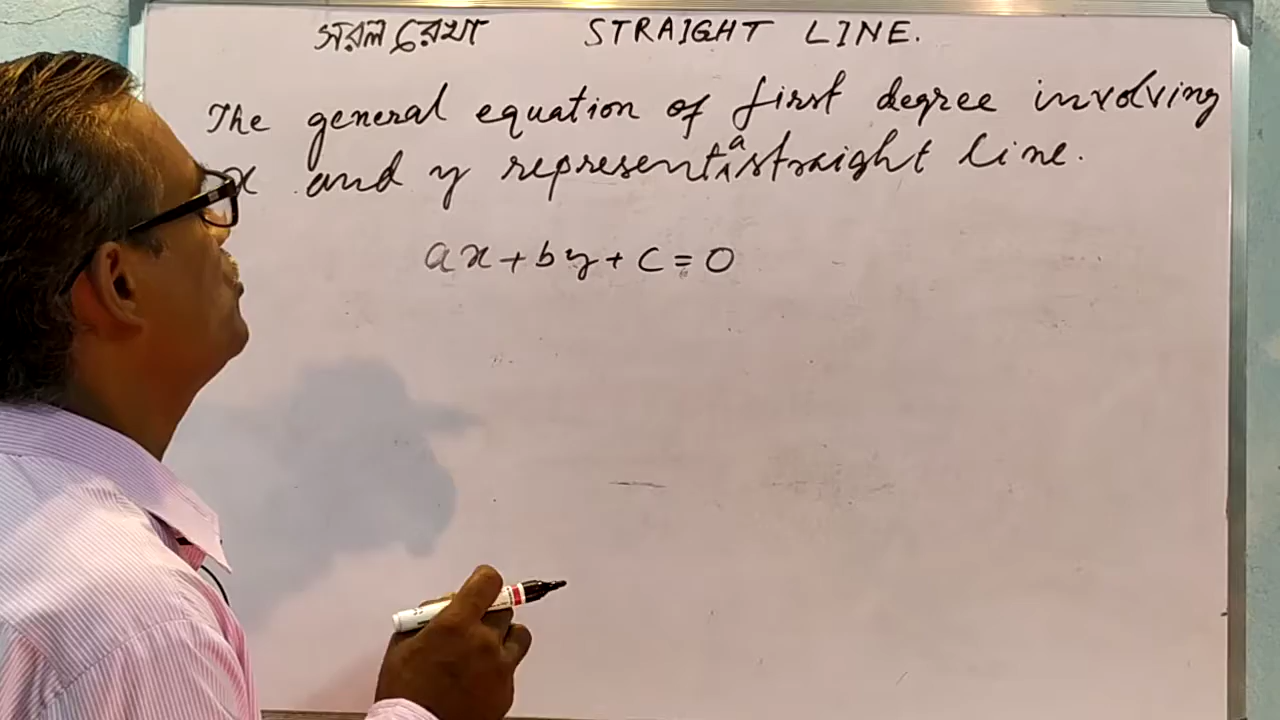 সরল রেখা STRAIGHT LINE.
The general equation of first degree involving
x and y represent a straight line.
ax+by+c=0